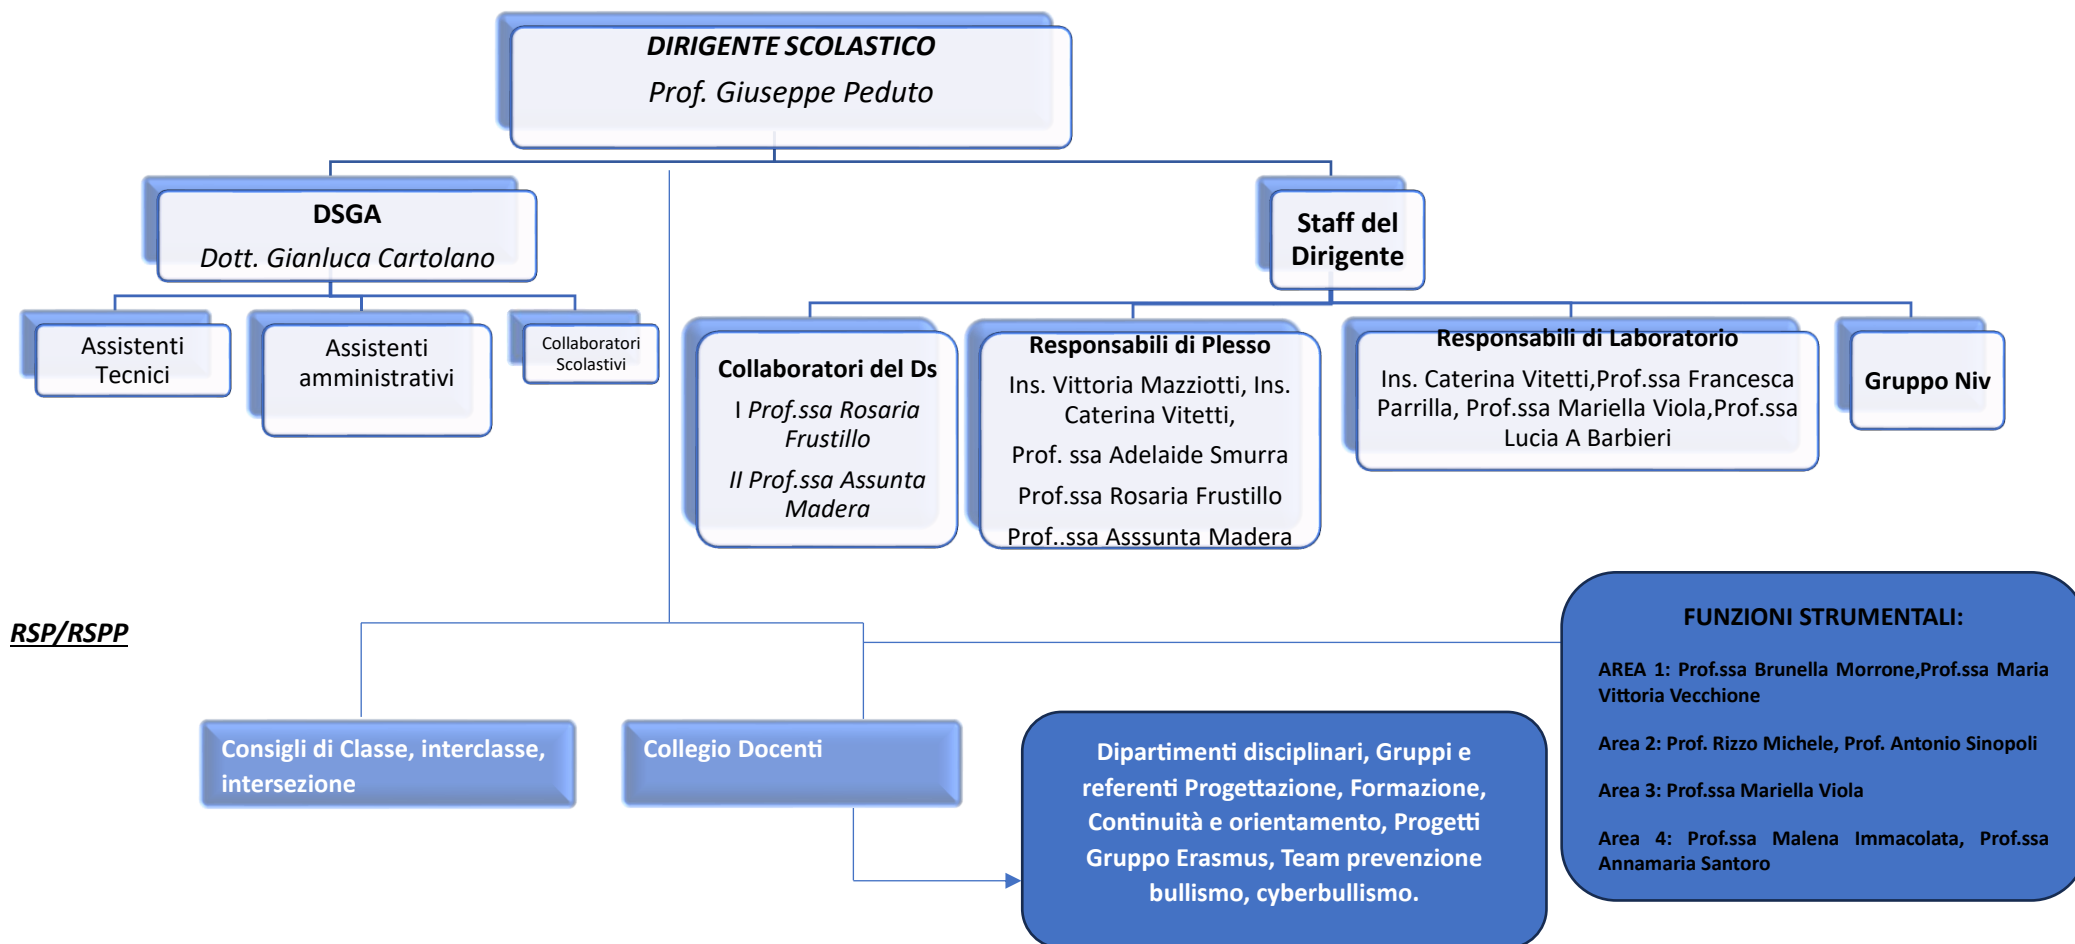 DIRIGENTE SCOLASTICO
Prof. Giuseppe Peduto
DSGA
Dott. Gianluca Cartolano
Staff del
Dirigente
Assistenti
Tecnici
Assistenti
amministrativi
Collaboratori
Scolastivi
Collaboratori del Ds
I Prof.ssa Rosaria
Frustillo
II Prof.ssa Assunta
Madera
Responsabili di Plesso
Ins. Vittoria Mazziotti, Ins.
Caterina Vitetti,
Prof. ssa Adelaide Smurra
Prof.ssa Rosaria Frustillo
Prof..ssa Asssunta Madera
Responsabili di Laboratorio
Ins. Caterina Vitetti,Prof.ssa Francesca
Parrilla, Prof.ssa Mariella Viola,Prof.ssa
Lucia A Barbieri
Gruppo Niv
RSP/RSPP
Consigli di Classe, interclasse,
intersezione
Collegio Docenti
Dipartimenti disciplinari, Gruppi e
referenti Progettazione, Formazione,
Continuità e orientamento, Progetti
Gruppo Erasmus, Team prevenzione
bullismo, cyberbullismo.
FUNZIONI STRUMENTALI:
AREA 1: Prof.ssa Brunella Morrone,Prof.ssa Maria
Vittoria Vecchione
Area 2: Prof. Rizzo Michele, Prof. Antonio Sinopoli
Area 3: Prof.ssa Mariella Viola
Area 4: Prof.ssa Malena Immacolata, Prof.ssa
Annamaria Santoro